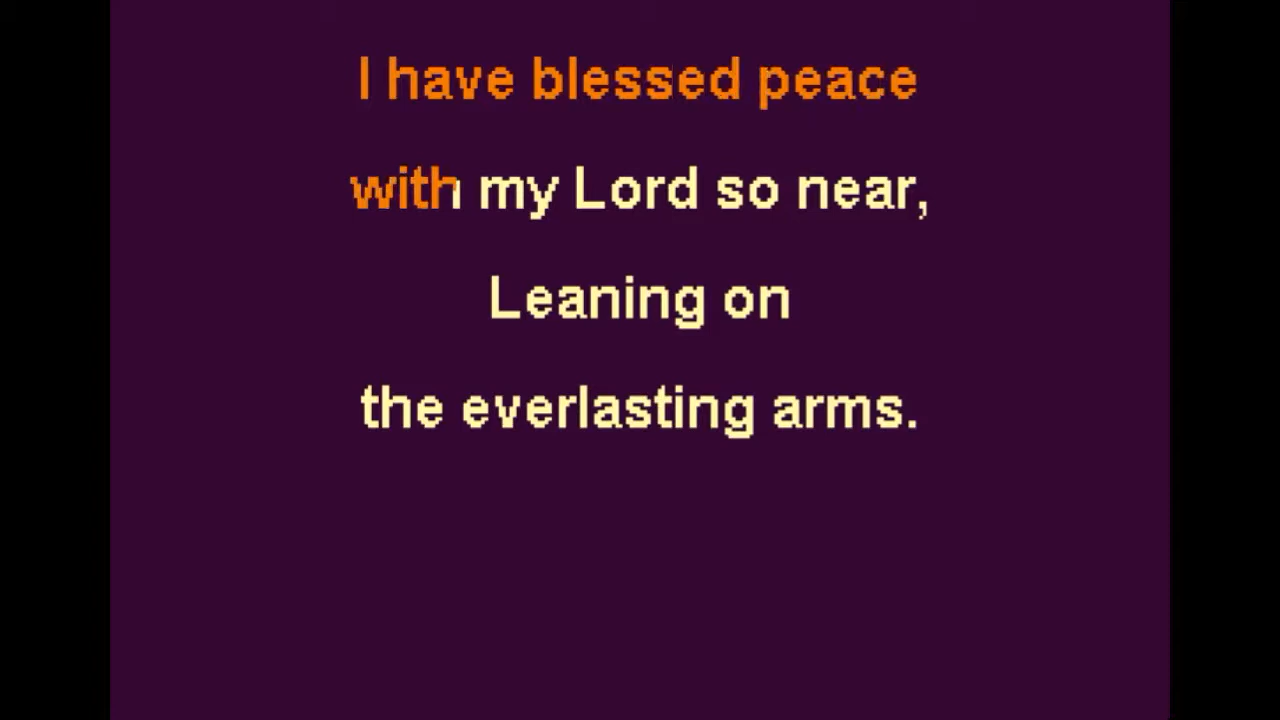 I have blessed peace
with my Lord so near,
Leaning on
the everlasting arms.